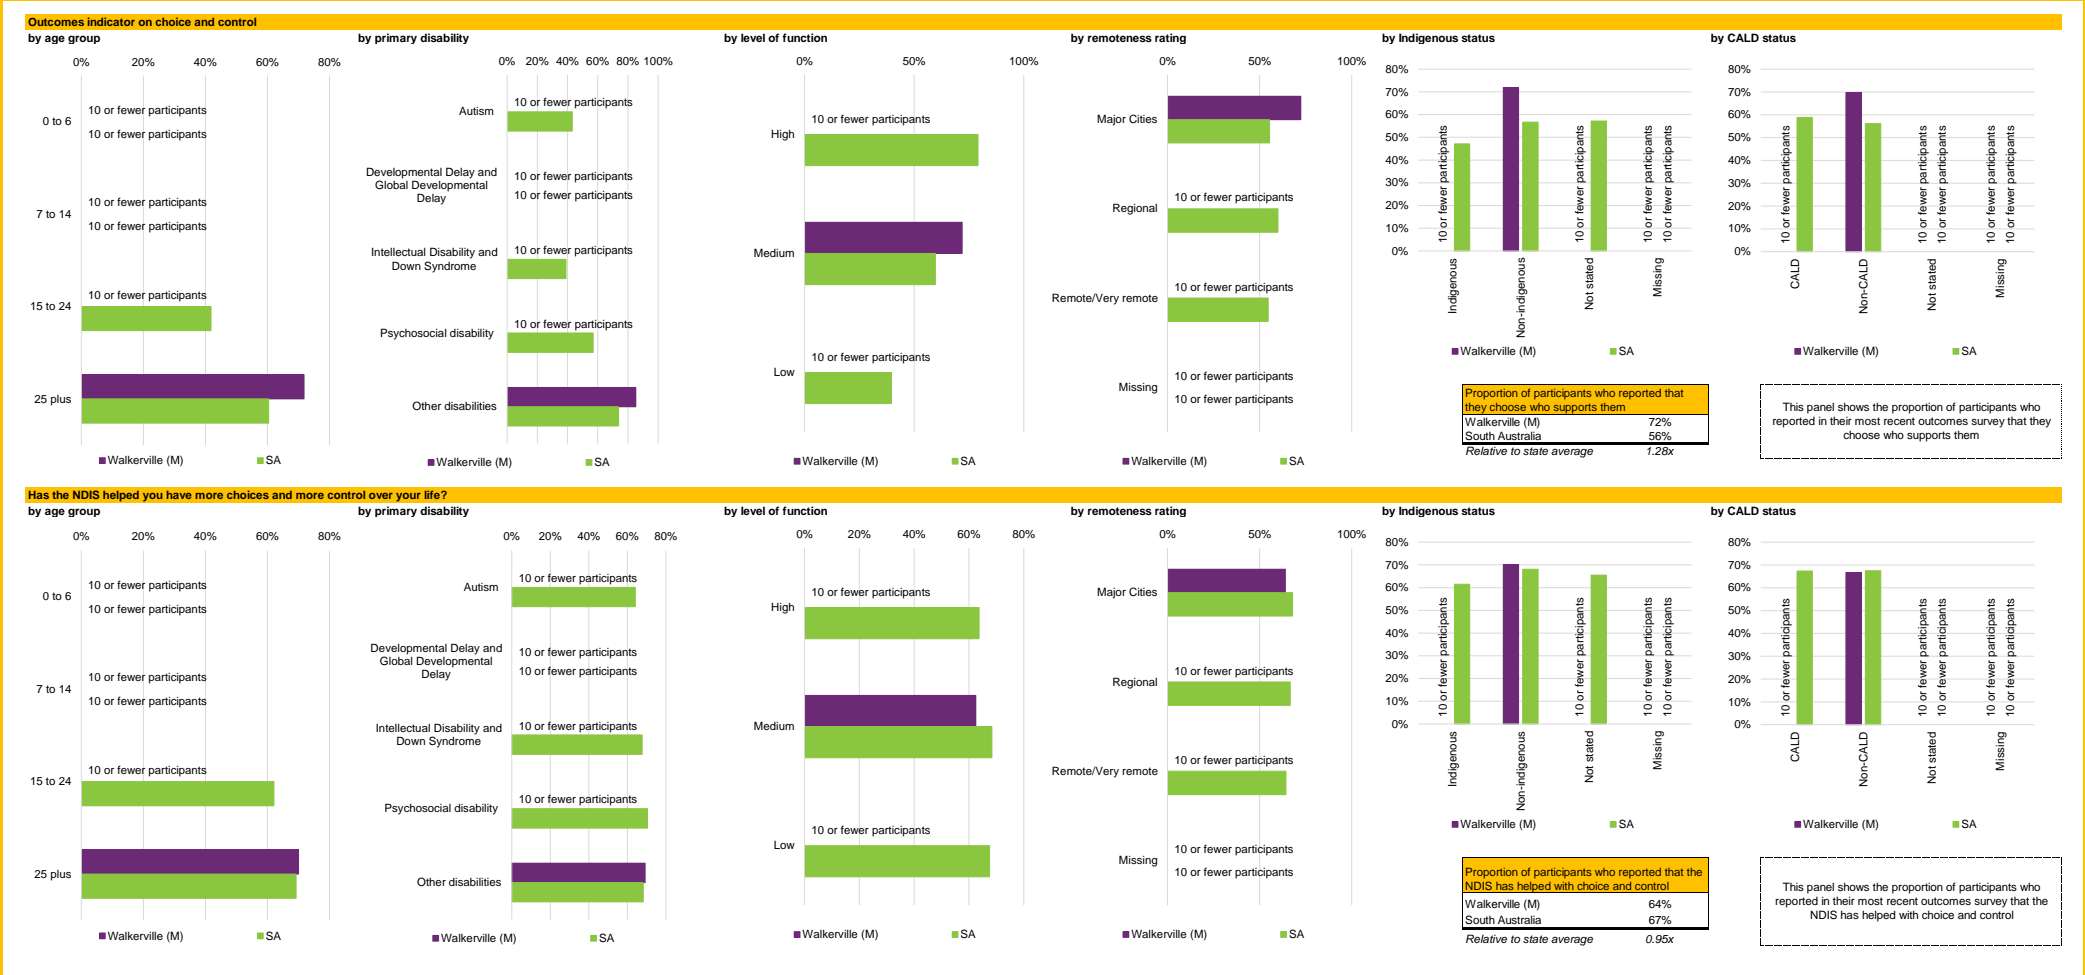 Outcomes indicator on choice and control
by age group
0% 20% 40% 60% 80%
0 to 6
10 or fewer participants
10 or fewer participants
7 to 14
10 or fewer participants
10 or fewer participants
15 to 24
10 or fewer participants
25 plus
Walkerville (M) SA
by primary disability
0% 20% 40% 60% 80% 100%
Autism
10 or fewer participants
Developmental Delay and
Global Developmental
Delay
10 or fewer participants
10 or fewer participants
Intellectual Disability and
Down Syndrome
10 or fewer participants
Psychosocial disability
10 or fewer participants
Other disabilities
Walkerville (M) SA
by level of function
0% 50% 100%
High
10 or fewer participants
Medium
Low
10 or fewer participants
Walkerville (M) SA
by remoteness rating
0% 50% 100%
Major Cities
Regional
10 or fewer participants
Remote/Very remote
10 or fewer participants
Missing
10 or fewer participants
10 or fewer participants
Walkerville (M) SA
by Indigenous status
80%
70%
60%
50%
40%
30%
20%
10%
0%
10 or fewer participants
10 or fewer participants
10 or fewer participants
10 or fewer participants
Indigenous
Non-indigenous
Not stated
Missing
Walkerville (M) SA
by CALD status
80%
70%
60%
50%
40%
30%
20%
10%
0%
10 or fewer participants
10 or fewer participants
10 or fewer participants
10 or fewer participants
10 or fewer participants
CALD
Non-CALD
Not stated
Missing
Walkerville (M) SA
Proportion of participants who reported that
they choose who supports them
Walkerville (M) 72%
South Australia 56%
Relative to state average 1.28x
This panel shows the proportion of participants who
reported in their most recent outcomes survey that they
choose who supports them
Has the NDIS helped you have more choices and more control over your life?
by age group
0% 20% 40% 60% 80%
0 to 6
10 or fewer participants
10 or fewer participants
7 to 14
10 or fewer participants
10 or fewer participants
15 to 24
10 or fewer participants
25 plus
Walkerville (M) SA
by primary disability
0% 20% 40% 60% 80%
Autism
10 or fewer participants
Developmental Delay and
Global Developmental
Delay
10 or fewer participants
10 or fewer participants
Intellectual Disability and
Down Syndrome
10 or fewer participants
Psychosocial disability
10 or fewer participants
Other disabilities
Walkerville (M) SA
by level of function
0% 20% 40% 60% 80%
High
10 or fewer participants
Medium
Low
10 or fewer participants
Walkerville (M) SA
by remoteness rating
0% 50% 100%
Major Cities
Regional
10 or fewer participants
Remote/Very remote
10 or fewer participants
Missing
10 or fewer participants
10 or fewer participants
Walkerville (M) SA
by Indigenous status
80%
70%
60%
50%
40%
30%
20%
10%
0%
10 or fewer participants
10 or fewer participants
10 or fewer participants
10 or fewer participants
Indigenous
Non-indigenous
Not stated
Missing
Walkerville (M) SA
by CALD status
80%
70%
60%
50%
40%
30%
20%
10%
0%
10 or fewer participants
10 or fewer participants
10 or fewer participants
10 or fewer participants
10 or fewer participants
CALD
Non-CALD
Not stated
Missing
Walkerville (M) SA
Proportion of participants who reported that the
NDIS has helped with choice and control
Walkerville (M) 64%
South Australia 67%
Relative to state average 0.95x
This panel shows the proportion of participants who
reported in their most recent outcomes survey that the
NDIS has helped with choice and control